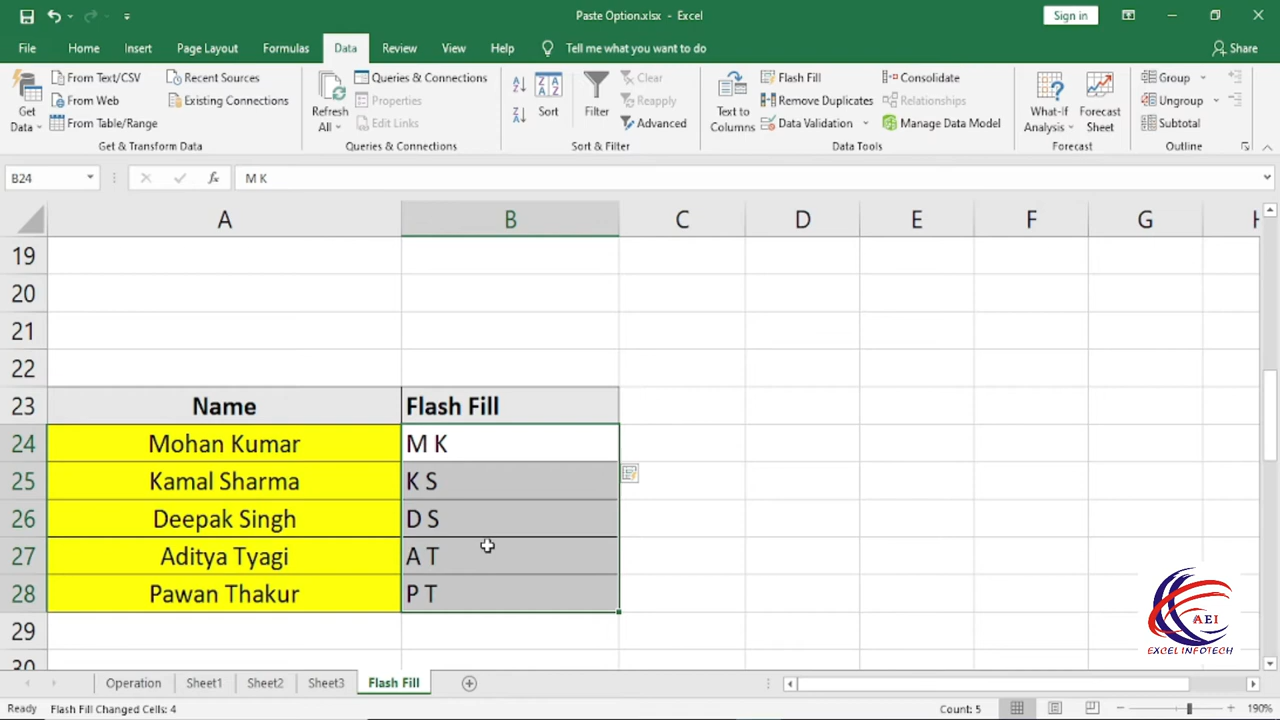 Paste Option.xlsx - Excel
Sign in
File Home Insert Page Layout Formulas Data Review View Help Tell me what you want to do Share
Get Data
From Text/CSV
From Web
From Table/Range
Recent Sources
Existing Connections
Get & Transform Data
Refresh All
Queries & Connections
Properties
Edit Links
Queries & Connections
Sort
Filter
Clear
Reapply
Advanced
Sort & Filter
Text to Columns
Flash Fill
Remove Duplicates
Data Validation
Consolidate
Relationships
Manage Data Model
Data Tools
What-If Analysis
Forecast Sheet
Forecast
Group
Ungroup
Subtotal
Outline
B24 fx M K
A B C D E F G H
19
20
21
22
23 Name Flash Fill
24 Mohan Kumar M K
25 Kamal Sharma K S
26 Deepak Singh D S
27 Aditya Tyagi A T
28 Pawan Thakur P T
29
30
AEI
EXCEL INFOTECH
Operation Sheet1 Sheet2 Sheet3 Flash Fill
Ready Flash Fill Changed Cells: 4 Count: 5 190%